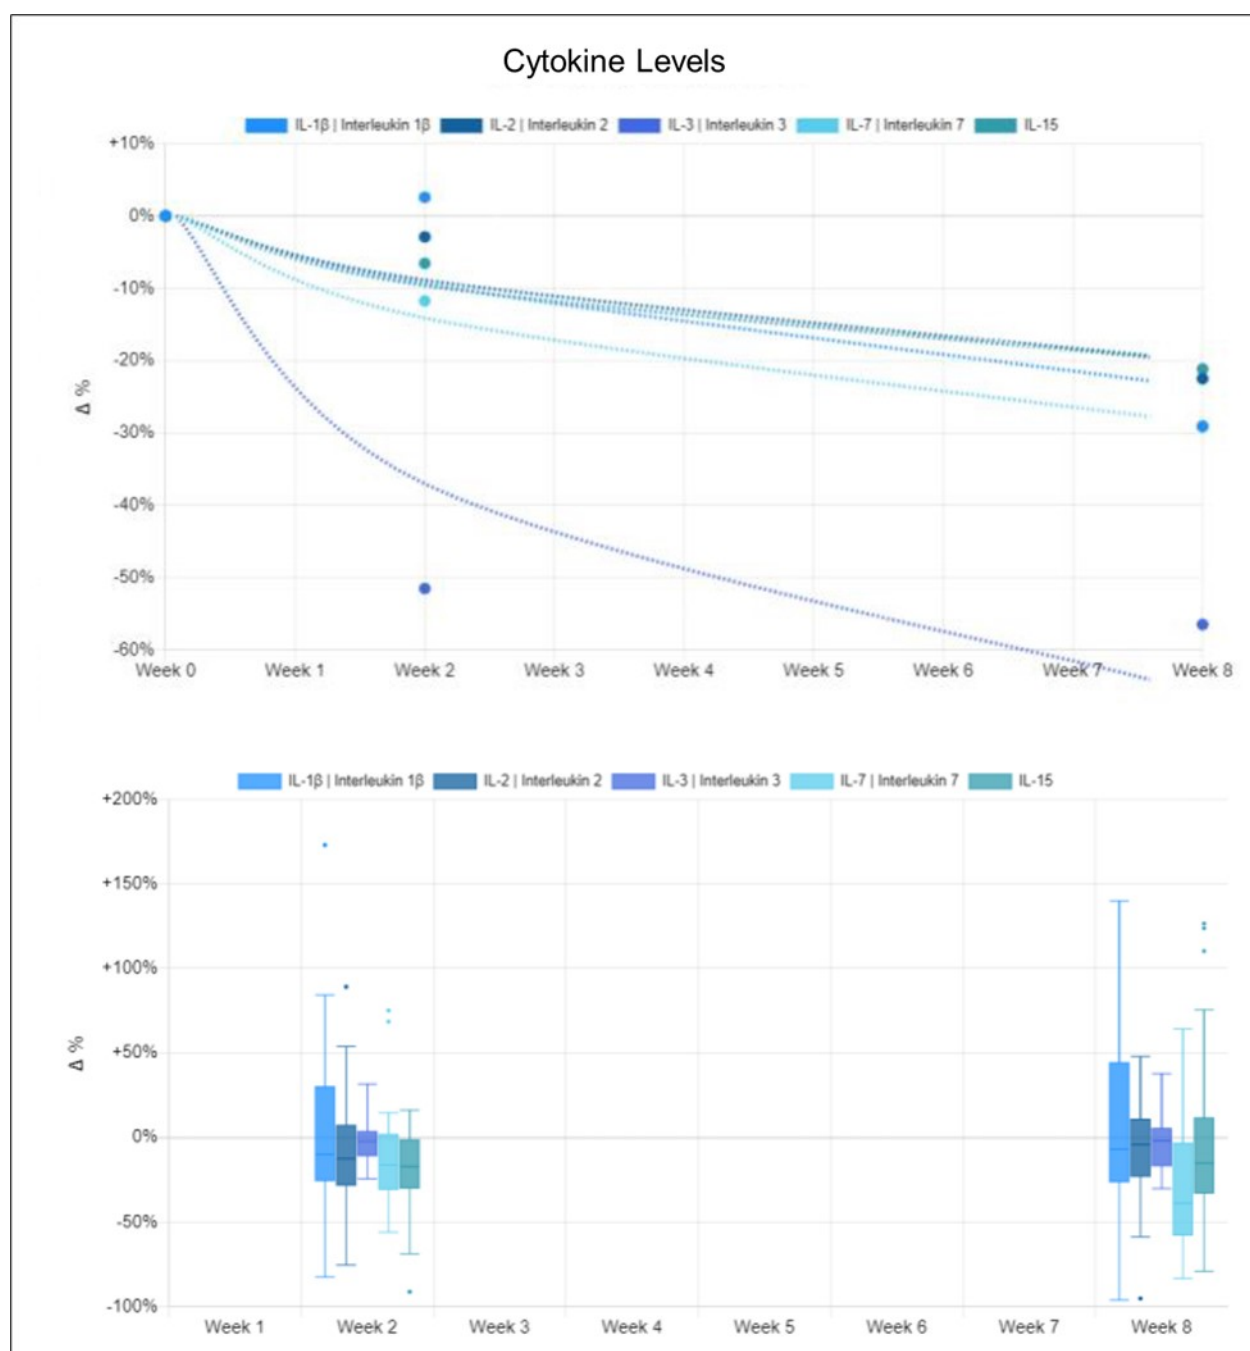 Cytokine Levels
IL-1β | Interleukin 1β IL-2 | Interleukin 2 IL-3 | Interleukin 3 IL-7 | Interleukin 7 IL-15
+10%
0%
-10%
-20%
Δ %
-30%
-40%
-50%
-60%
Week 0 Week 1 Week 2 Week 3 Week 4 Week 5 Week 6 Week 7 Week 8
IL-1β | Interleukin 1β IL-2 | Interleukin 2 IL-3 | Interleukin 3 IL-7 | Interleukin 7 IL-15
+200%
+150%
+100%
+50%
Δ %
0%
-50%
-100%
Week 1 Week 2 Week 3 Week 4 Week 5 Week 6 Week 7 Week 8